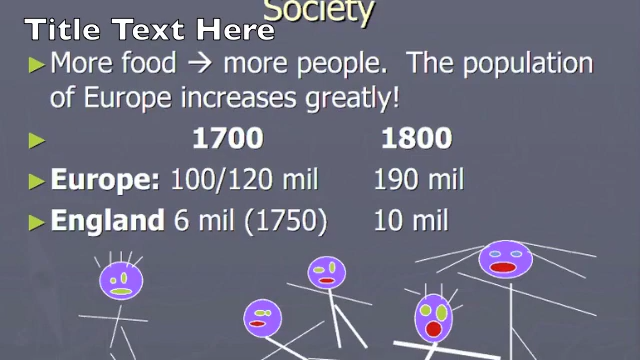 Society
Title Text Here
More food → more people. The population
of Europe increases greatly!
1700 1800
Europe: 100/120 mil 190 mil
England 6 mil (1750) 10 mil